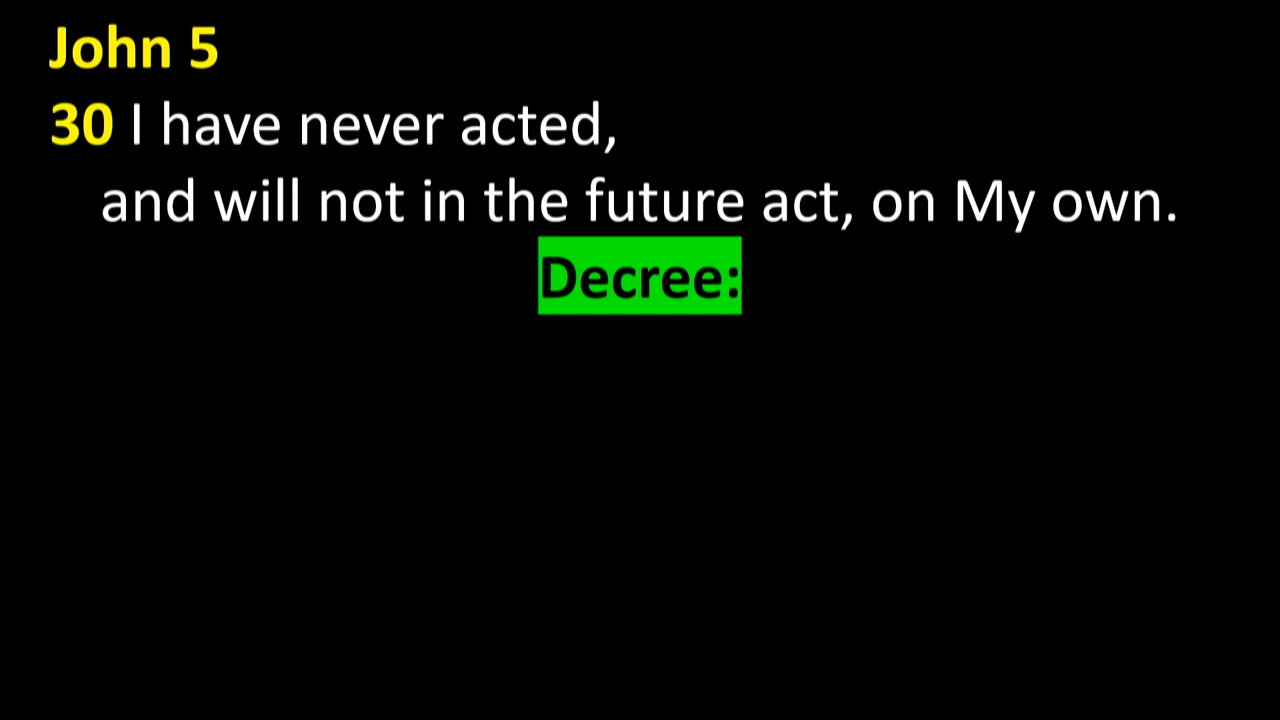 John 5
30 I have never acted,
and will not in the future act, on My own.
Decree: